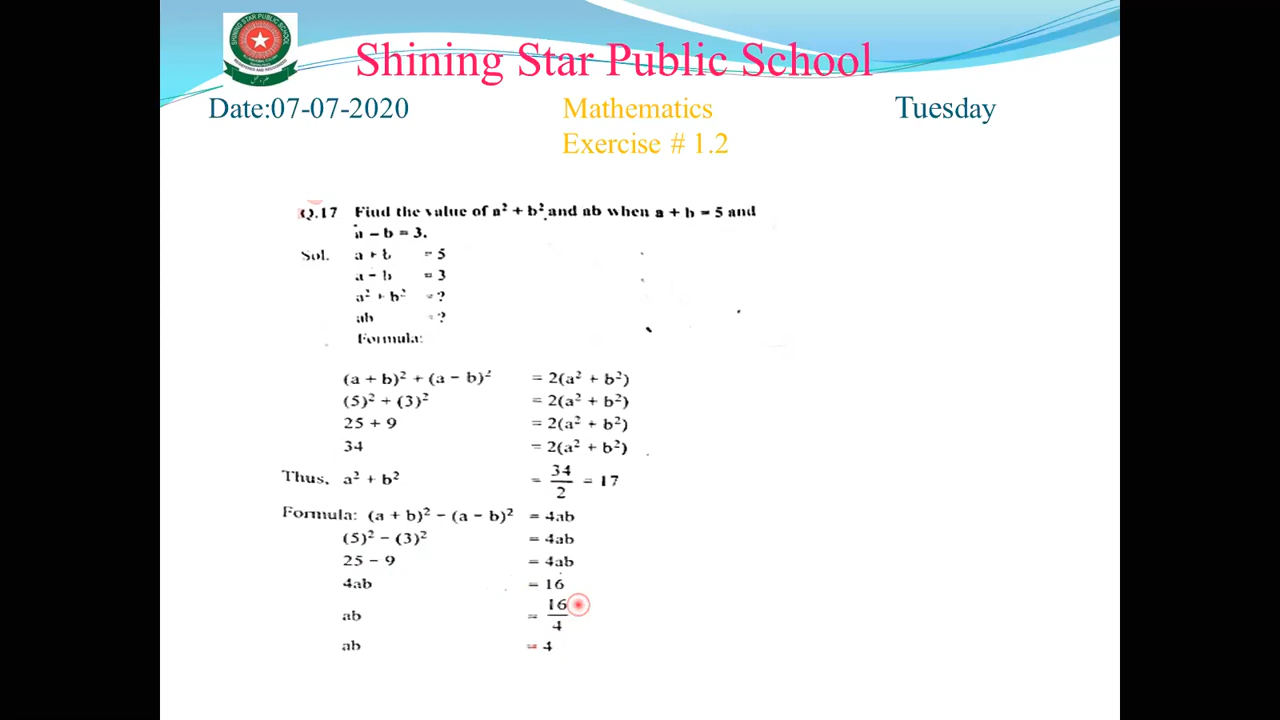 SHINING STAR PUBLIC SCHOOL
Shining Star Public School
Date:07-07-2020 Mathematics Tuesday
Exercise # 1.2
Q.17 Find the value of a² + b² and ab when a + b = 5 and
a – b = 3.
Sol. a + b = 5
a – b = 3
a² + b² = ?
ab = ?
Formula:
(a + b)² + (a – b)² = 2(a² + b²)
(5)² + (3)² = 2(a² + b²)
25 + 9 = 2(a² + b²)
34 = 2(a² + b²)
Thus, a² + b² = 34/2 = 17
Formula: (a + b)² – (a – b)² = 4ab
(5)² – (3)² = 4ab
25 – 9 = 4ab
4ab = 16
ab = 16/4
ab = 4